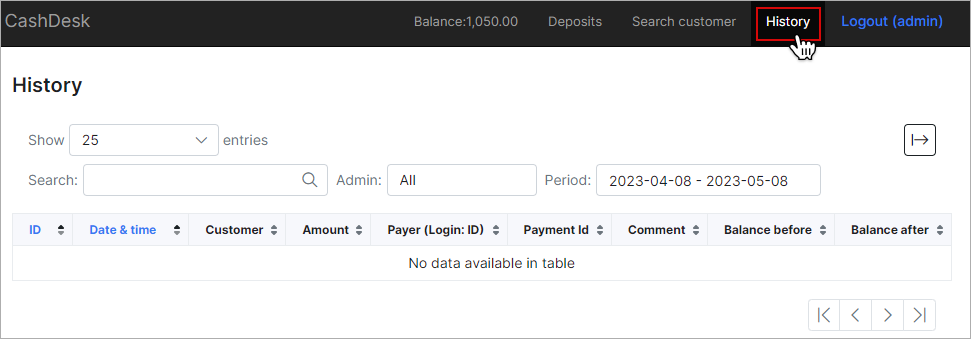 CashDesk Balance:1,050.00 Deposits Search customer History Logout (admin)
History
Show 25 entries
Search: Admin: All Period: 2023-04-08 - 2023-05-08
ID Date & time Customer Amount Payer (Login: ID) Payment Id Comment Balance before Balance after
No data available in table